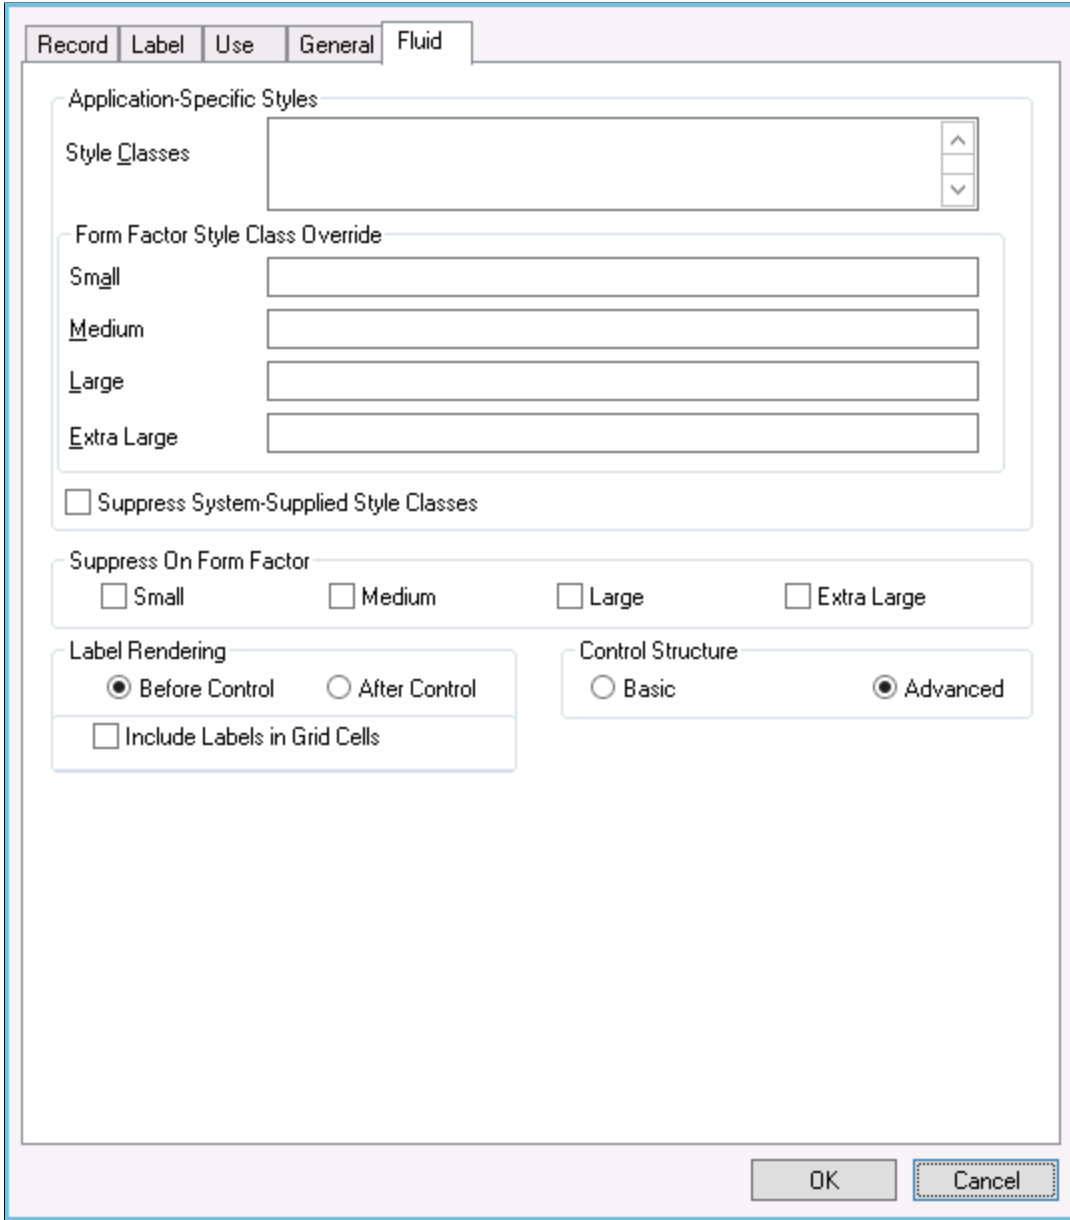 Record Label Use General Fluid
Application-Specific Styles
Style Classes
Form Factor Style Class Override
Small
Medium
Large
Extra Large
Suppress System-Supplied Style Classes
Suppress On Form Factor
Small Medium Large Extra Large
Label Rendering Control Structure
Before Control After Control Basic Advanced
Include Labels in Grid Cells
OK Cancel